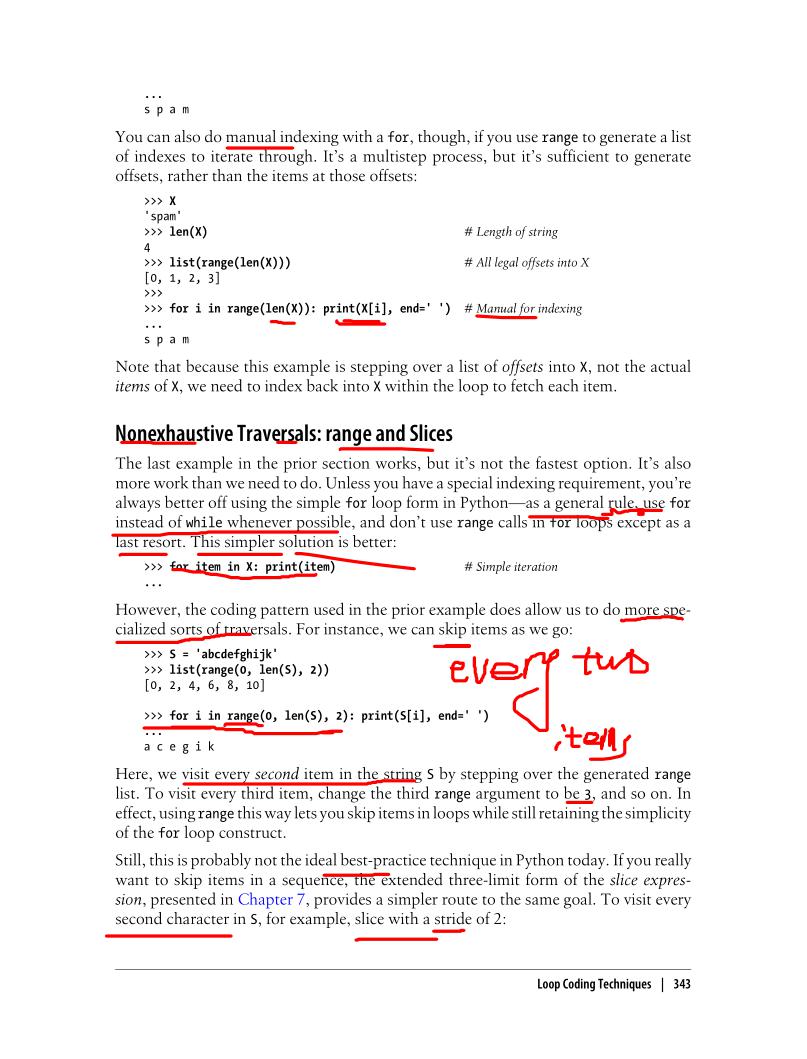 ...
s p a m
You can also do manual indexing with a for, though, if you use range to generate a list
of indexes to iterate through. It's a multistep process, but it's sufficient to generate
offsets, rather than the items at those offsets:
>>> X
'spam'
>>> len(X) # Length of string
4
>>> list(range(len(X))) # All legal offsets into X
[0, 1, 2, 3]
>>>
>>> for i in range(len(X)): print(X[i], end=' ') # Manual for indexing
...
s p a m
Note that because this example is stepping over a list of offsets into X, not the actual
items of X, we need to index back into X within the loop to fetch each item.
Nonexhaustive Traversals: range and Slices
The last example in the prior section works, but it's not the fastest option. It's also
more work than we need to do. Unless you have a special indexing requirement, you're
always better off using the simple for loop form in Python—as a general rule, use for
instead of while whenever possible, and don't use range calls in for loops except as a
last resort. This simpler solution is better:
>>> for item in X: print(item) # Simple iteration
...
However, the coding pattern used in the prior example does allow us to do more spe-
cialized sorts of traversals. For instance, we can skip items as we go:
>>> S = 'abcdefghijk'
>>> list(range(0, len(S), 2))
[0, 2, 4, 6, 8, 10]
every two
>>> for i in range(0, len(S), 2): print(S[i], end=' ')
items
...
a c e g i k
Here, we visit every second item in the string S by stepping over the generated range
list. To visit every third item, change the third range argument to be 3, and so on. In
effect, using range this way lets you skip items in loops while still retaining the simplicity
of the for loop construct.
Still, this is probably not the ideal best-practice technique in Python today. If you really
want to skip items in a sequence, the extended three-limit form of the slice expres-
sion, presented in Chapter 7, provides a simpler route to the same goal. To visit every
second character in S, for example, slice with a stride of 2:
Loop Coding Techniques | 343